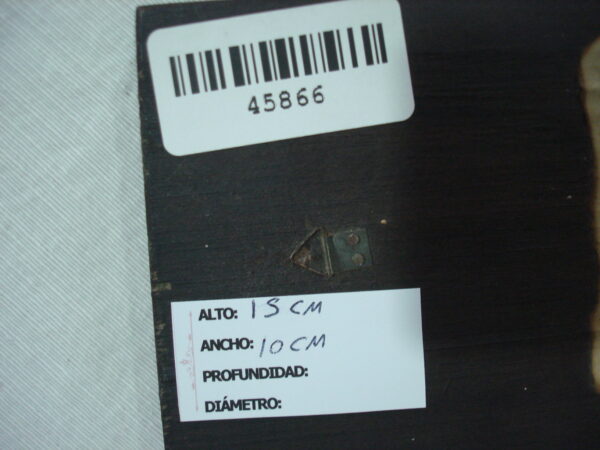 45866
ALTO: 15 CM
ANCHO: 10 CM
PROFUNDIDAD:
DIÁMETRO: